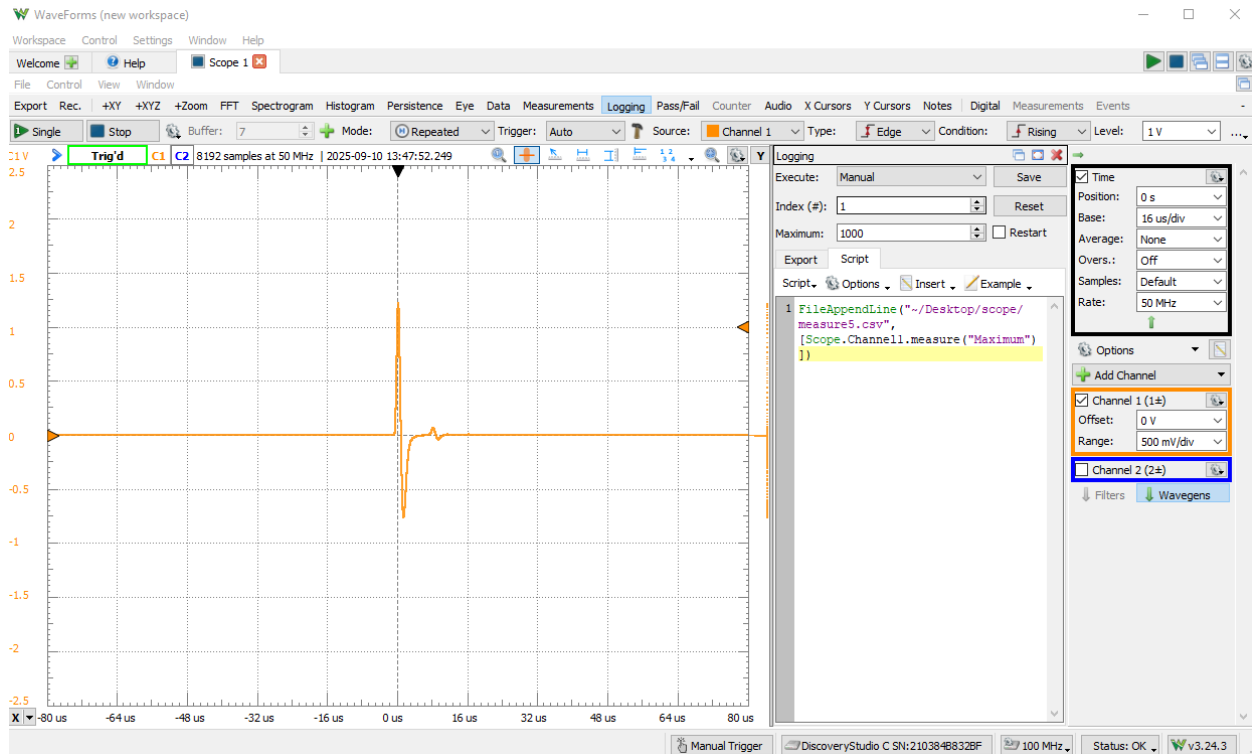 WaveForms (new workspace)
Workspace Control Settings Window Help
Welcome Help Scope 1
File Control View Window
Export Rec. +XY +XYZ +Zoom FFT Spectrogram Histogram Persistence Eye Data Measurements Logging Pass/Fail Counter Audio X Cursors Y Cursors Notes Digital Measurements Events -
Single Stop Buffer: 7 Mode: Repeated Trigger: Auto Source: Channel 1 Type: Edge Condition: Rising Level: 1 V ...
C1 V Trig'd C1 C2 8192 samples at 50 MHz | 2025-09-10 13:47:52.249 Y
2.5
2
1.5
1
0.5
0
-0.5
-1
-1.5
-2
-2.5
X -80 us -64 us -48 us -32 us -16 us 0 us 16 us 32 us 48 us 64 us 80 us
Logging
Execute: Manual Save
Index (#): 1 Reset
Maximum: 1000 Restart
Export Script
Script Options Insert Example
1 FileAppendLine("~/Desktop/scope/
measure5.csv",
[Scope.Channel1.measure("Maximum")
])
Time
Position: 0 s
Base: 16 us/div
Average: None
Overs.: Off
Samples: Default
Rate: 50 MHz
Options
Add Channel
Channel 1 (1±)
Offset: 0 V
Range: 500 mV/div
Channel 2 (2±)
Filters Wavegens
Manual Trigger DiscoveryStudio C SN:210384B832BF 100 MHz Status: OK v3.24.3